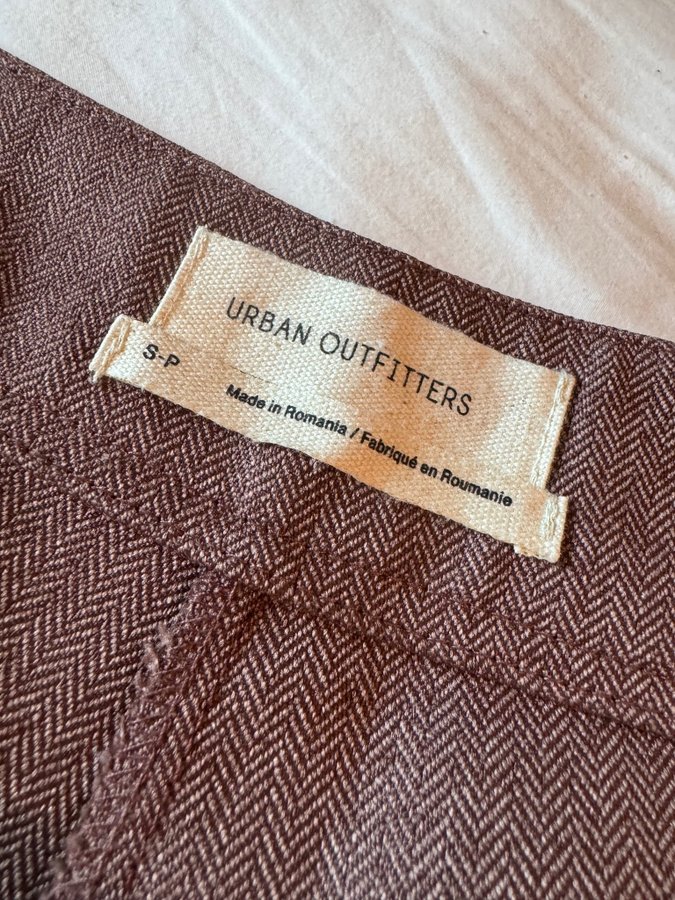 URBAN OUTFITTERS
S-P
Made in Romania / Fabriqué en Roumanie